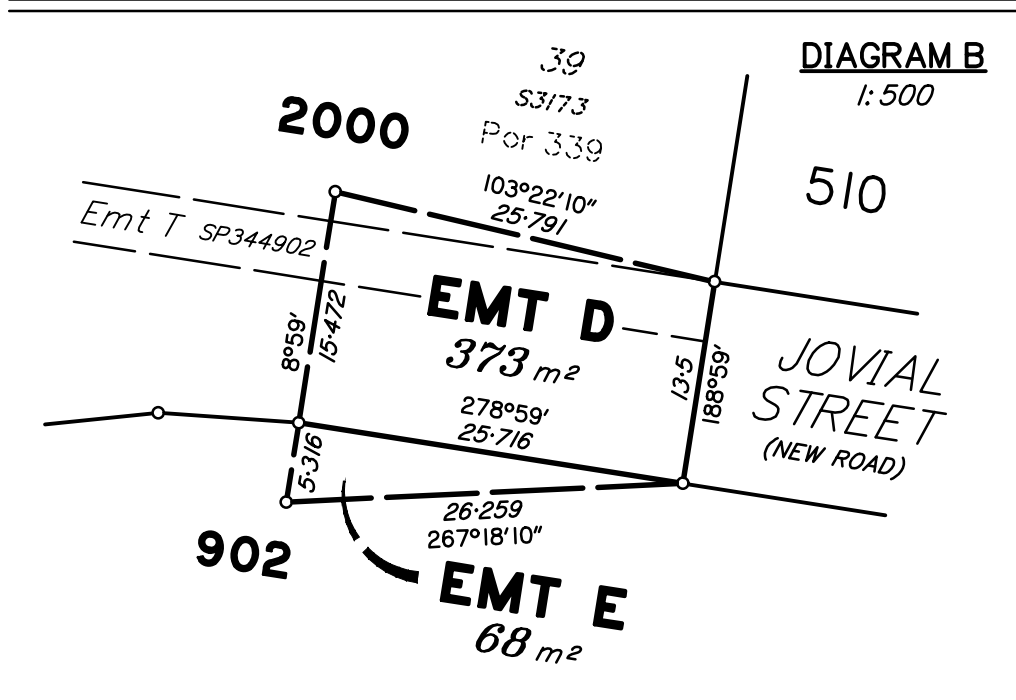 DIAGRAM B
1:500
39
S3173
Por 339
2000
510
103°22'10"
25·791
Emt T SP344902
EMT D
373 m²
8°59'
15·472
13·5
188°59'
JOVIAL
STREET
(NEW ROAD)
278°59'
25·716
5·316
26·259
267°18'10"
902
EMT E
68 m²